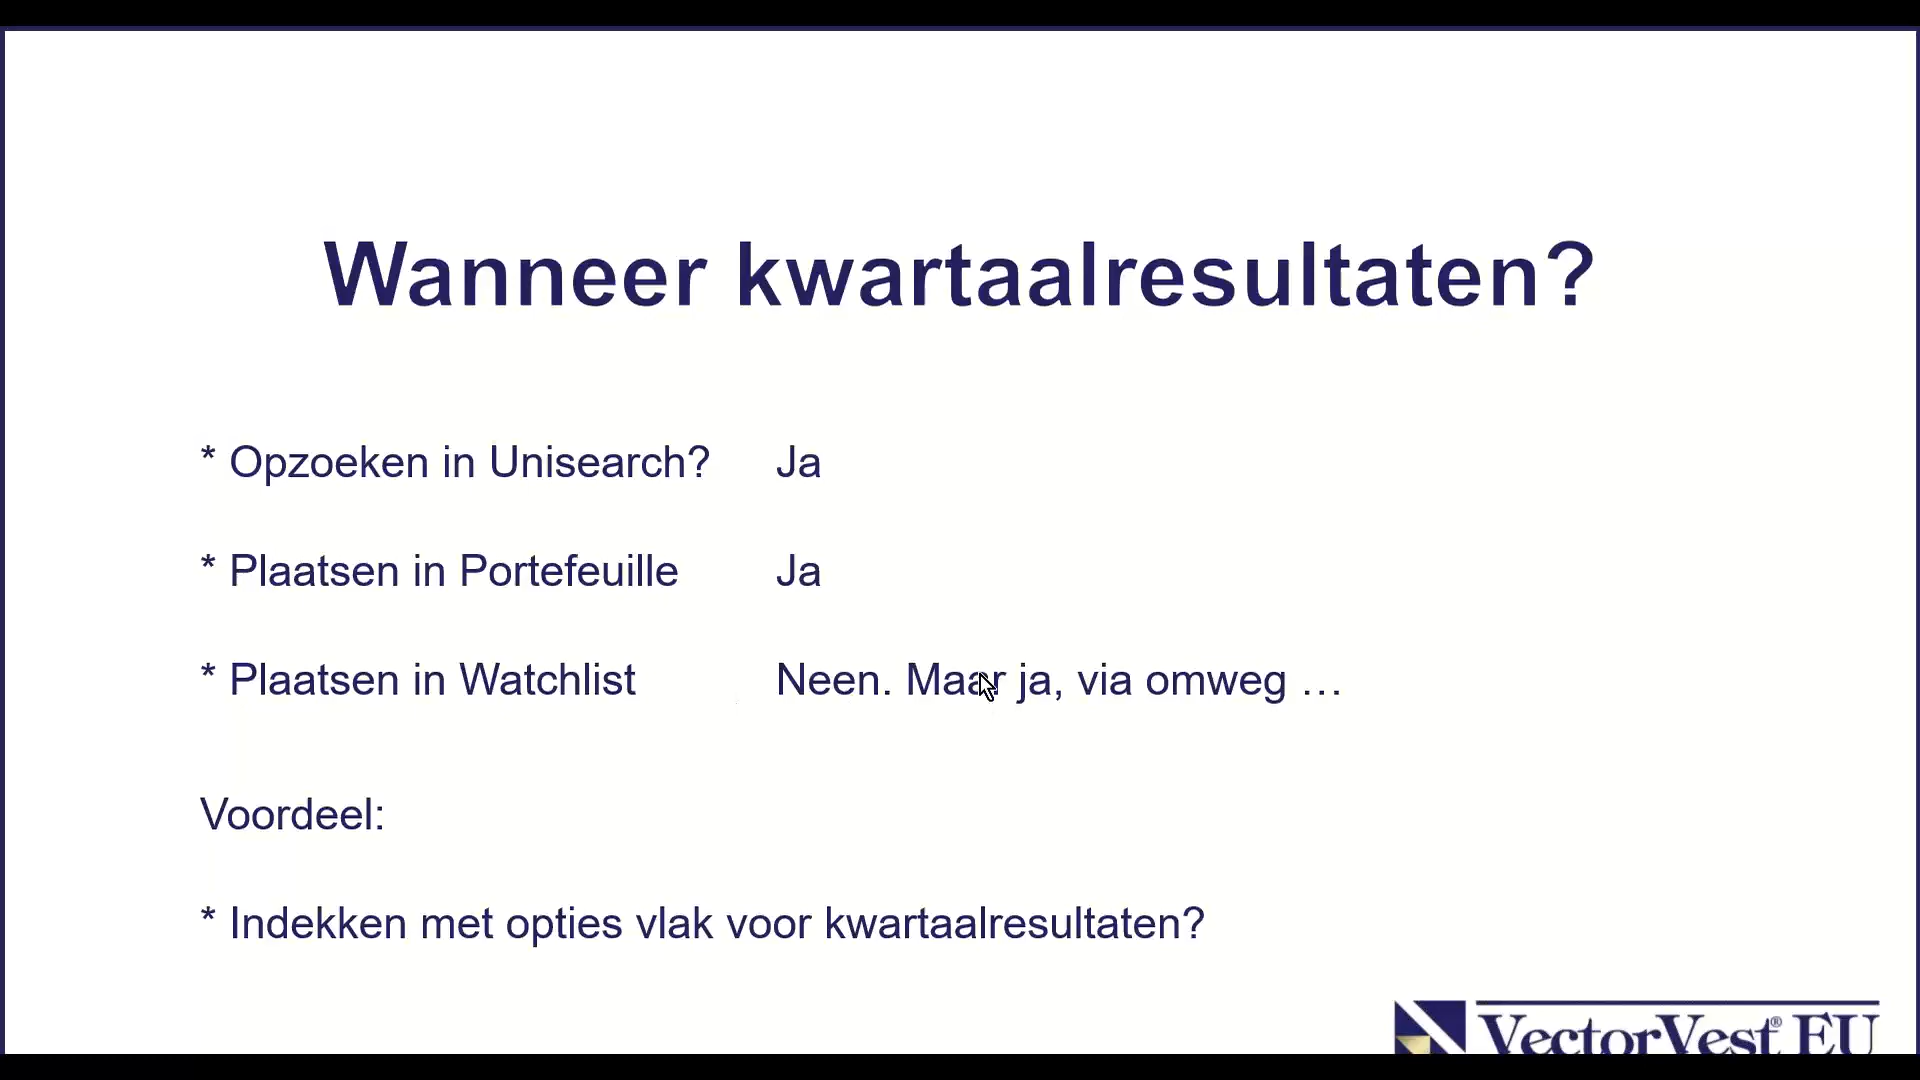 Wanneer kwartaalresultaten?
* Opzoeken in Unisearch? Ja
* Plaatsen in Portefeuille Ja
* Plaatsen in Watchlist Neen. Maar ja, via omweg …
Voordeel:
* Indekken met opties vlak voor kwartaalresultaten?
VectorVest® EU